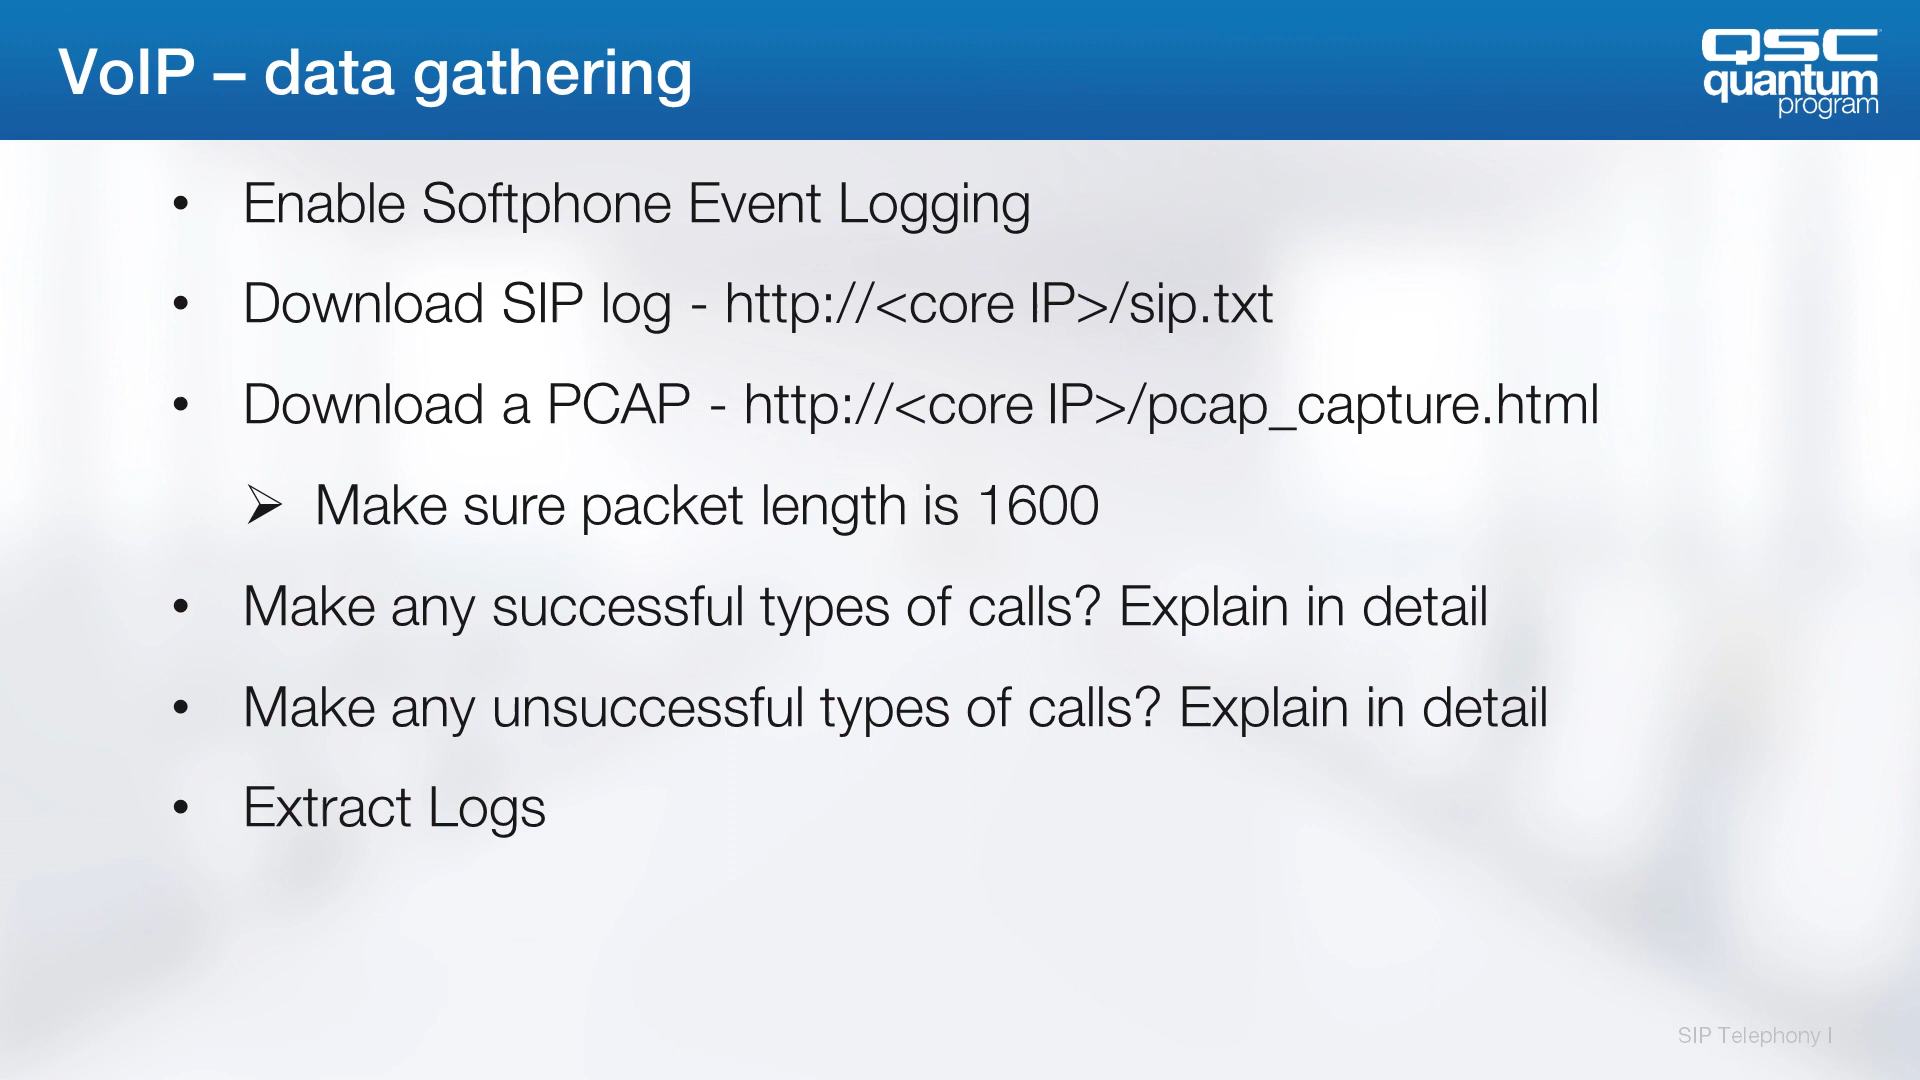 VoIP – data gathering
QSC
quantum
program
• Enable Softphone Event Logging
• Download SIP log - http://<core IP>/sip.txt
• Download a PCAP - http://<core IP>/pcap_capture.html
➢ Make sure packet length is 1600
• Make any successful types of calls? Explain in detail
• Make any unsuccessful types of calls? Explain in detail
• Extract Logs
SIP Telephony I